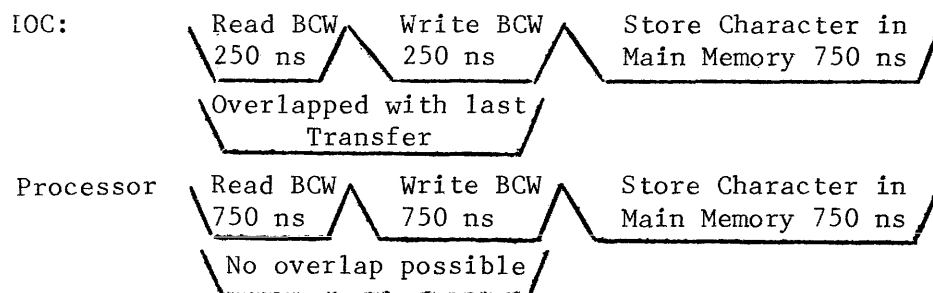 IOC: Read BCW Write BCW Store Character in
250 ns 250 ns Main Memory 750 ns
Overlapped with last
Transfer
Processor Read BCW Write BCW Store Character in
750 ns 750 ns Main Memory 750 ns
No overlap possible